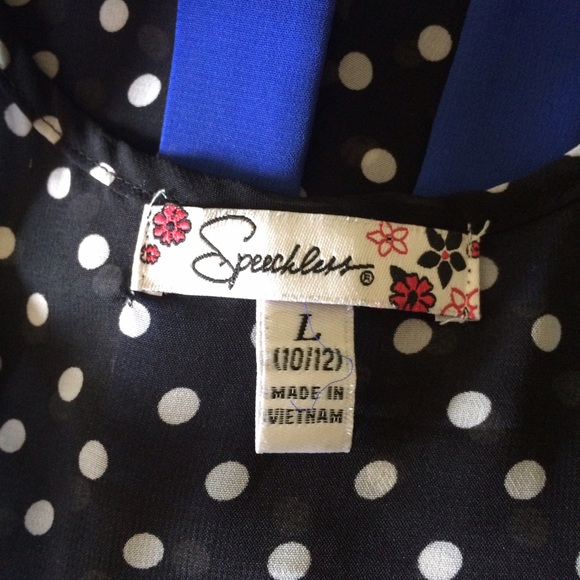 Speechless®
L
(10/12)
MADE IN
VIETNAM